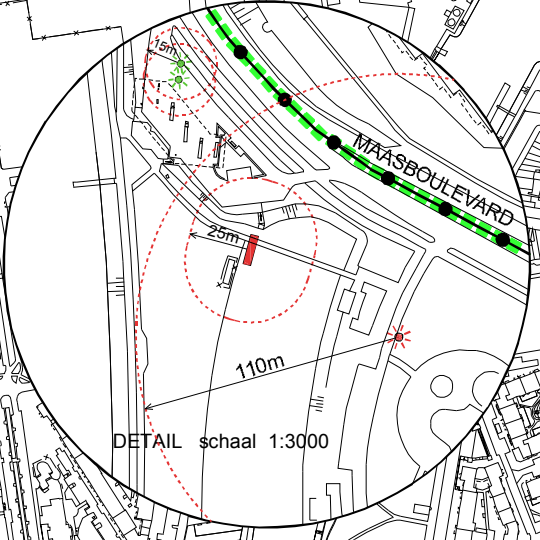 15m
MAASBOULEVARD
25m
110m
DETAIL schaal 1:3000